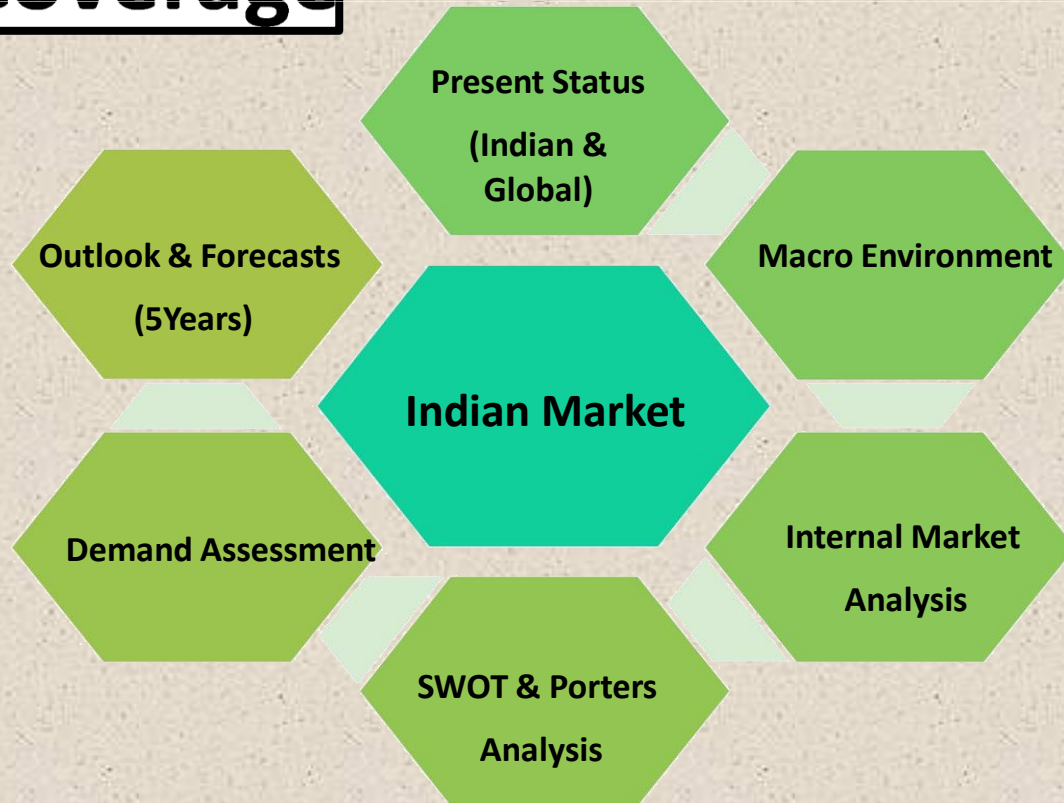 Coverage
Present Status
(Indian &
Global)
Outlook & Forecasts
(5Years)
Macro Environment
Indian Market
Demand Assessment
Internal Market
Analysis
SWOT & Porters
Analysis